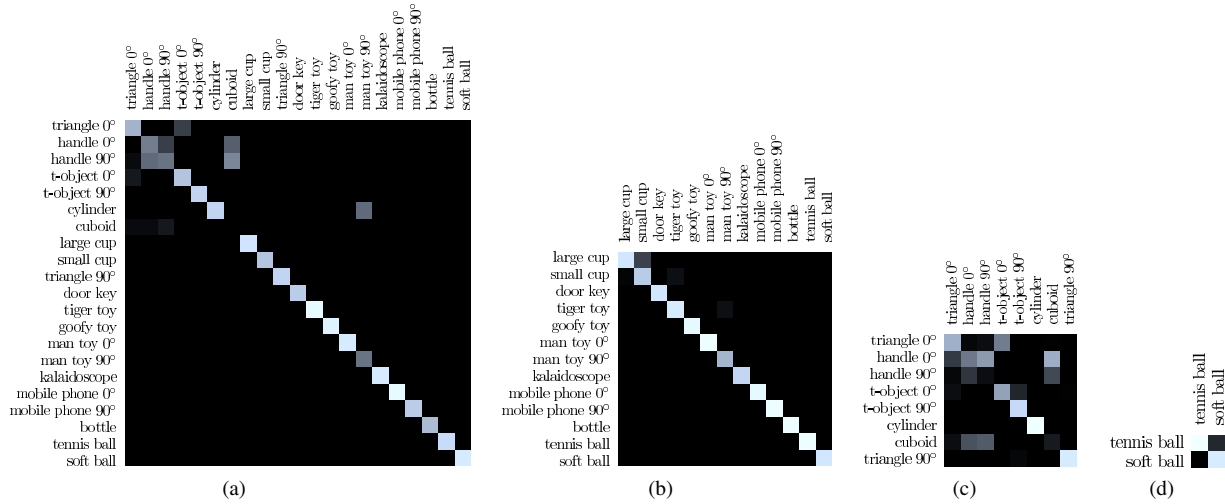 triangle 0°
handle 0°
handle 90°
t-object 0°
t-object 90°
cylinder
cuboid
large cup
small cup
triangle 90°
door key
tiger toy
goofy toy
man toy 0°
man toy 90°
kalaidoscope
mobile phone 0°
mobile phone 90°
bottle
tennis ball
soft ball
triangle 0°
handle 0°
handle 90°
t-object 0°
t-object 90°
cylinder
cuboid
large cup
small cup
triangle 90°
door key
tiger toy
goofy toy
man toy 0°
man toy 90°
kalaidoscope
mobile phone 0°
mobile phone 90°
bottle
tennis ball
soft ball
(a)
large cup
small cup
door key
tiger toy
goofy toy
man toy 0°
man toy 90°
kalaidoscope
mobile phone 0°
mobile phone 90°
bottle
tennis ball
soft ball
large cup
small cup
door key
tiger toy
goofy toy
man toy 0°
man toy 90°
kalaidoscope
mobile phone 0°
mobile phone 90°
bottle
tennis ball
soft ball
(b)
triangle 0°
handle 0°
handle 90°
t-object 0°
t-object 90°
cylinder
cuboid
triangle 90°
triangle 0°
handle 0°
handle 90°
t-object 0°
t-object 90°
cylinder
cuboid
triangle 90°
(c)
tennis ball
soft ball
tennis ball
soft ball
(d)